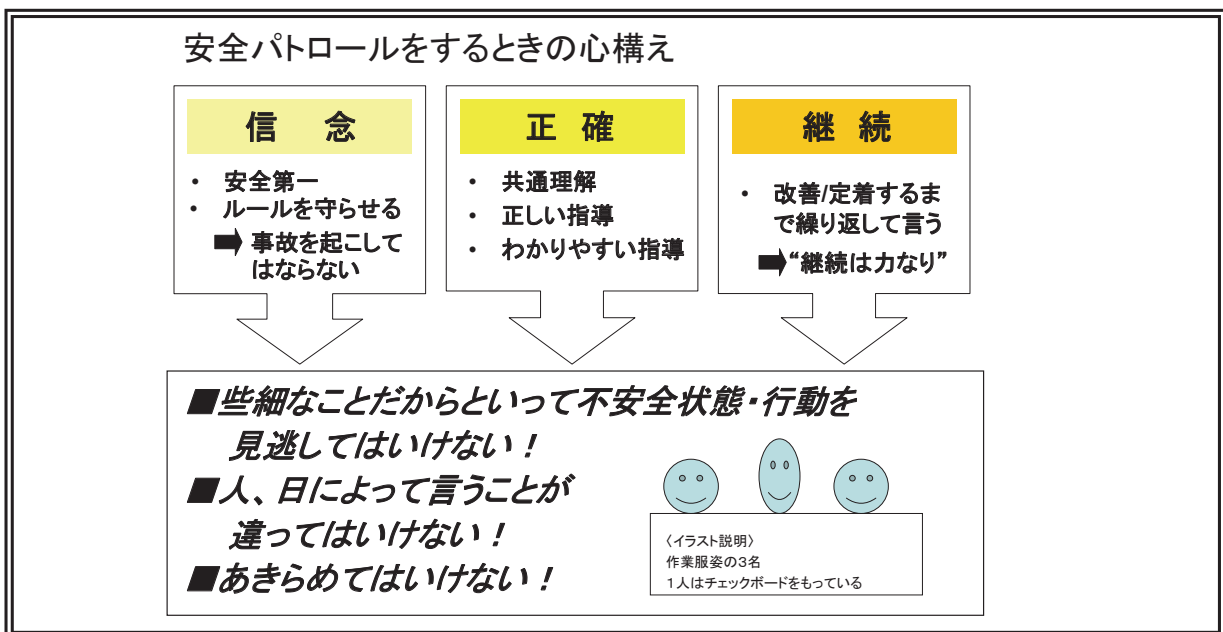 安全パトロールをするときの心構え
信　念
・ 安全第一
・ ルールを守らせる
➡ 事故を起こして
はならない
正 確
・ 共通理解
・ 正しい指導
・ わかりやすい指導
継 続
・ 改善/定着するま
で繰り返して言う
➡“継続は力なり”
■些細なことだからといって不安全状態・行動を
見逃してはいけない！
■人、日によって言うことが
違ってはいけない！
■あきらめてはいけない！
〈イラスト説明〉
作業服姿の3名
1人はチェックボードをもっている